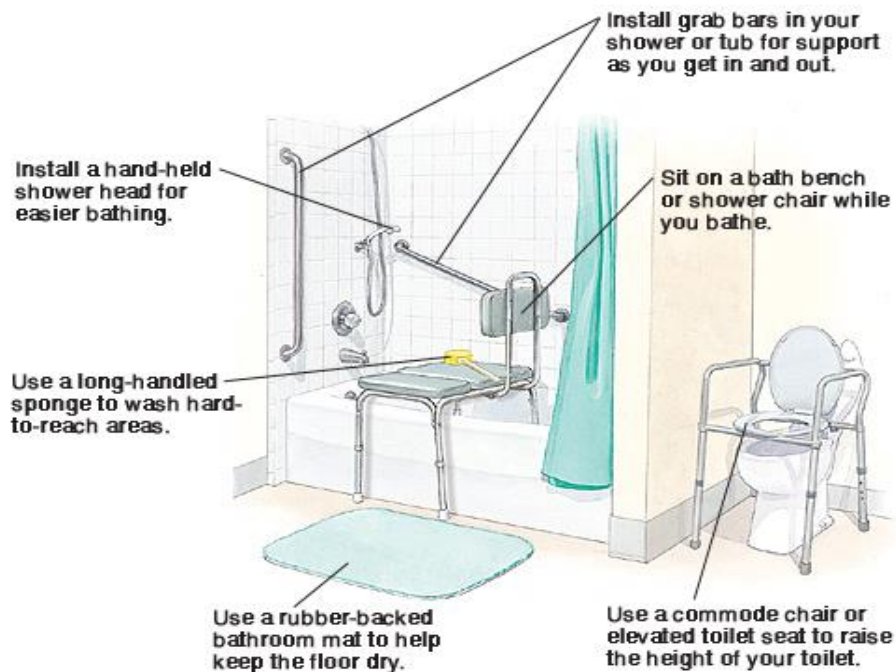 Install grab bars in your
shower or tub for support
as you get in and out.
Install a hand-held
shower head for
easier bathing.
Sit on a bath bench
or shower chair while
you bathe.
Use a long-handled
sponge to wash hard-
to-reach areas.
Use a rubber-backed
bathroom mat to help
keep the floor dry.
Use a commode chair or
elevated toilet seat to raise
the height of your toilet.